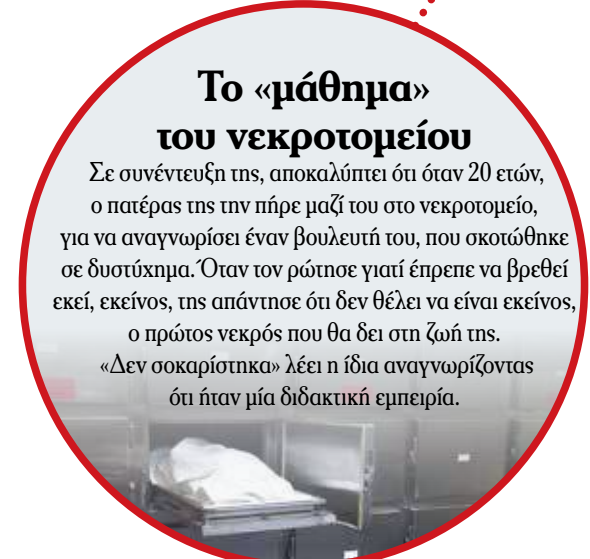 Το «μάθημα»
του νεκροτομείου
Σε συνέντευξη της, αποκαλύπτει ότι όταν 20 ετών,
ο πατέρας της την πήρε μαζί του στο νεκροτομείο,
για να αναγνωρίσει έναν βουλευτή του, που σκοτώθηκε
σε δυστύχημα. Όταν τον ρώτησε γιατί έπρεπε να βρεθεί
εκεί, εκείνος, της απάντησε ότι δεν θέλει να είναι εκείνος,
ο πρώτος νεκρός που θα δει στη ζωή της.
«Δεν σοκαρίστηκα» λέει η ίδια αναγνωρίζοντας
ότι ήταν μία διδακτική εμπειρία.